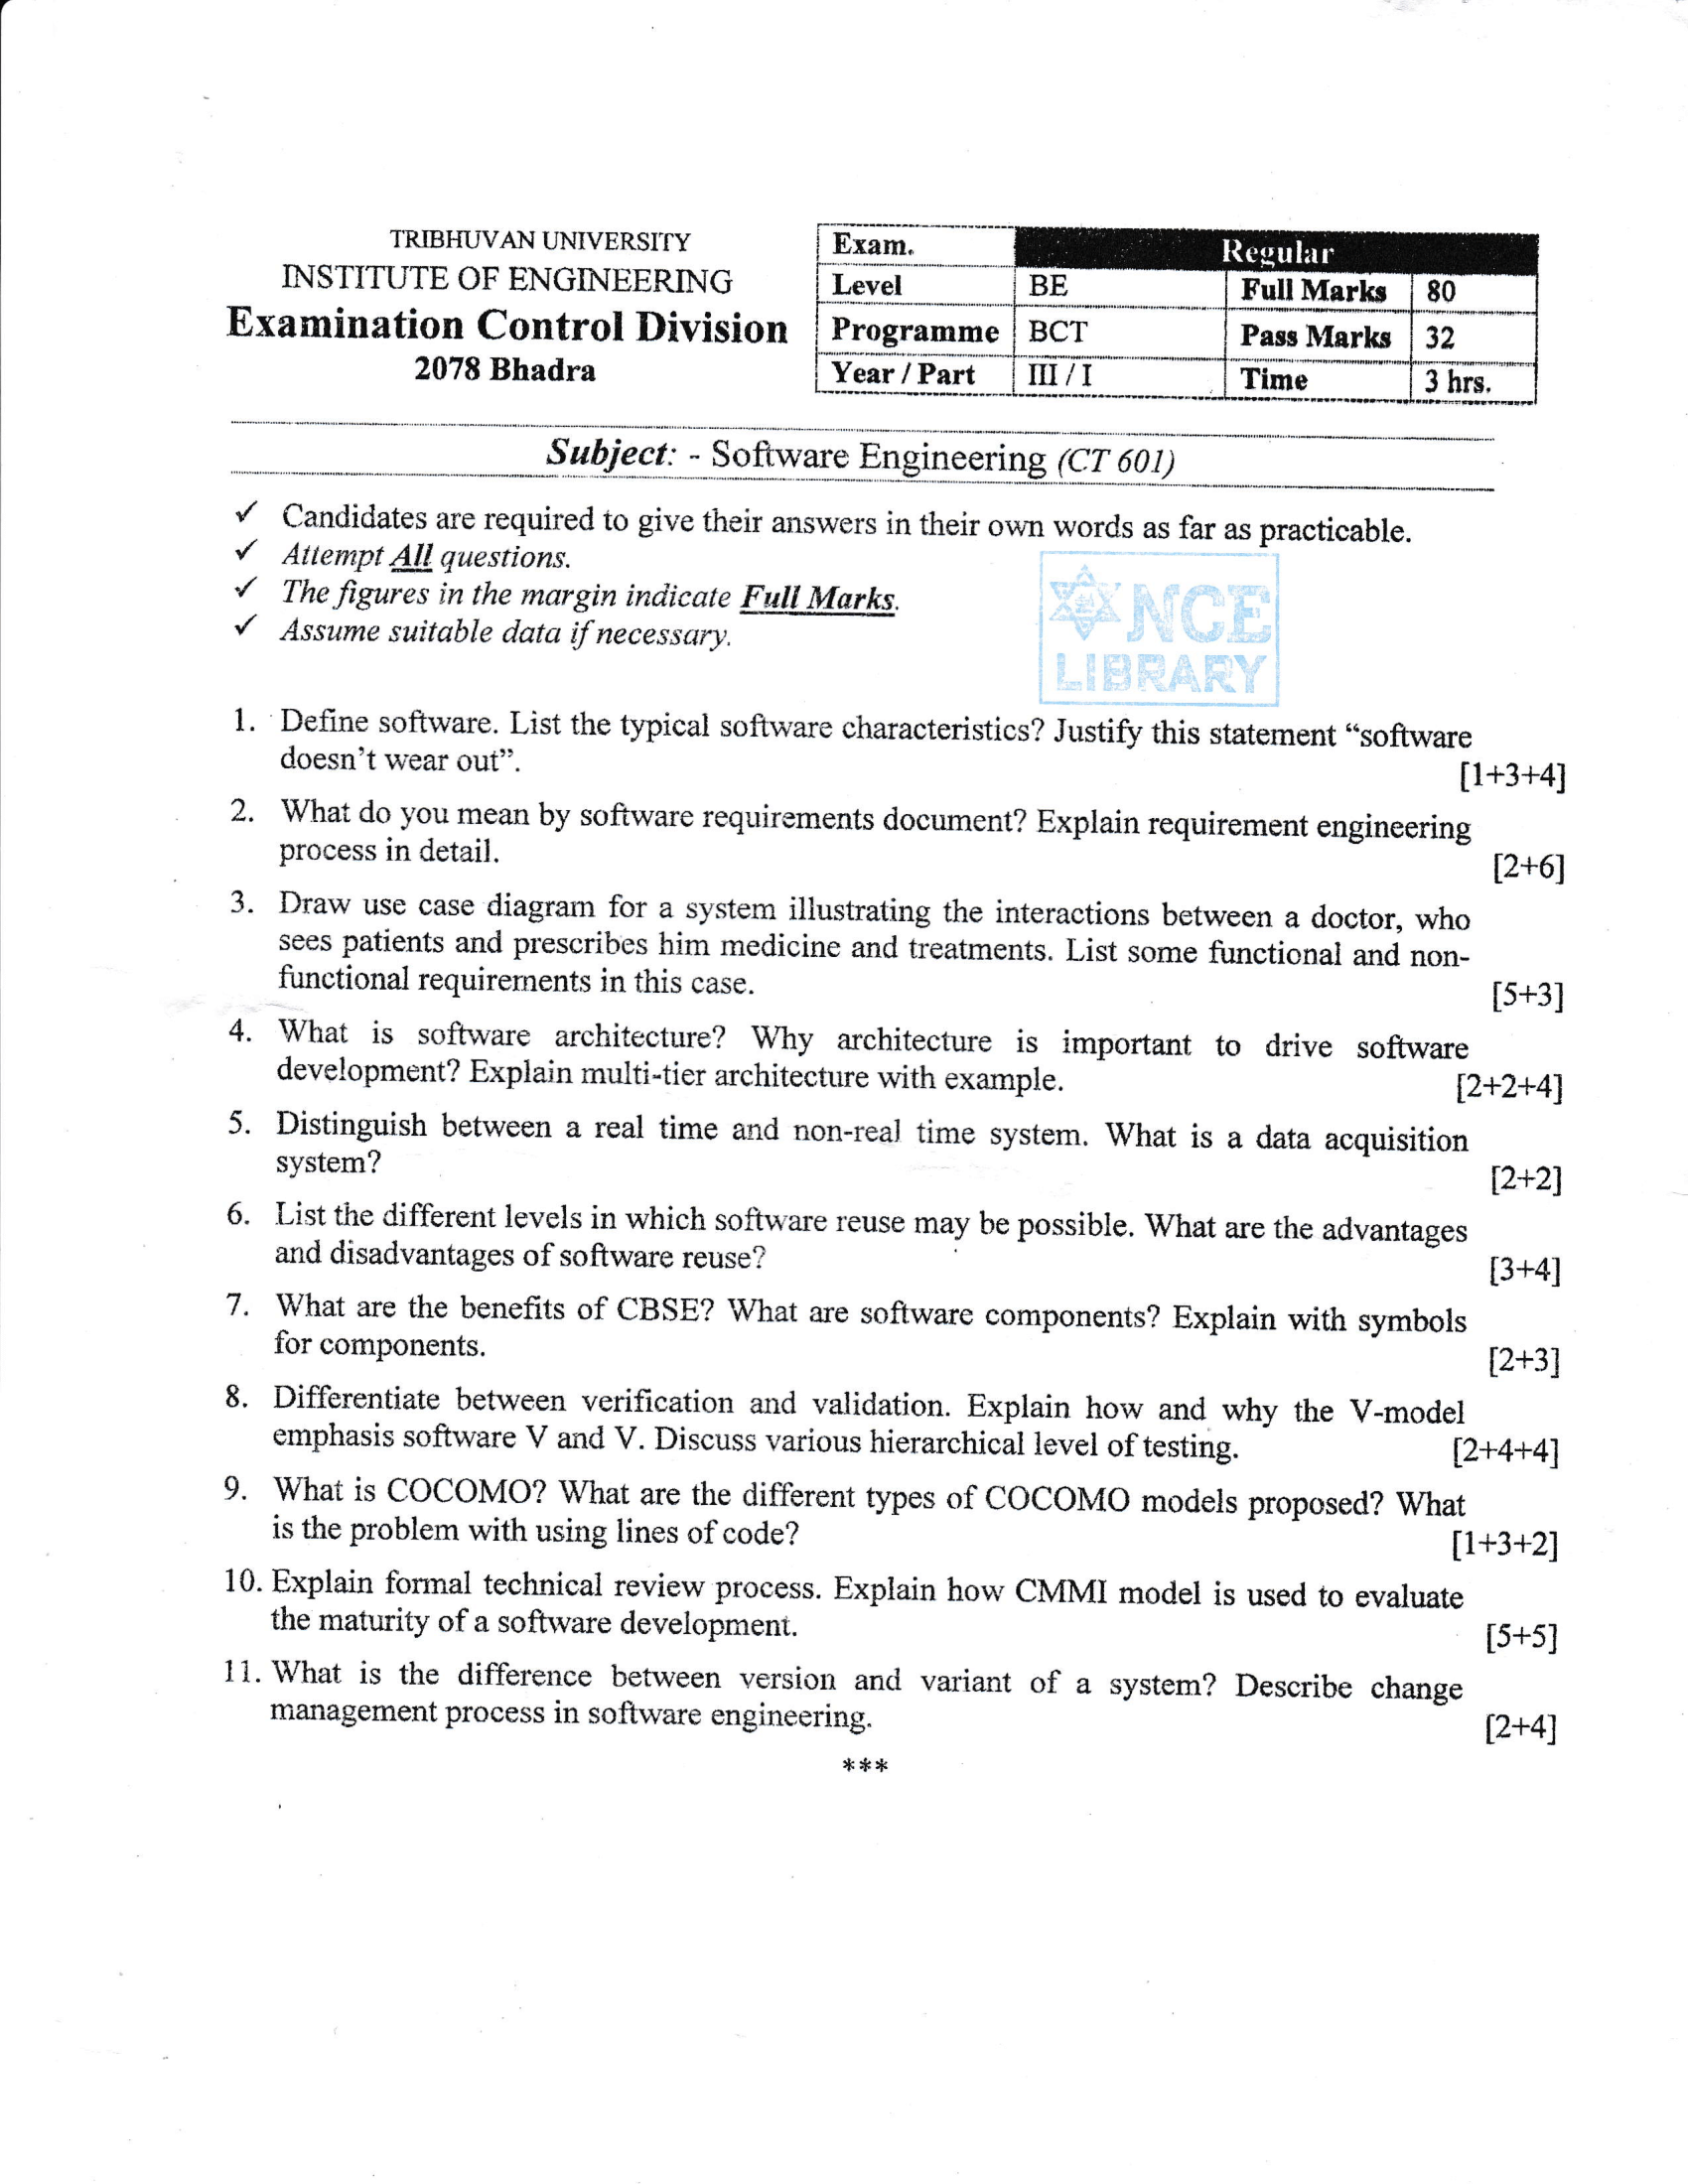 TRIBHUVAN UNIVERSITY
INSTITUTE OF ENGINEERING
Examination Control Division
2078 Bhadra
Exam. Regular
Level BE Full Marks 80
Programme BCT Pass Marks 32
Year / Part III / I Time 3 hrs.
Subject: - Software Engineering (CT 601)
✓ Candidates are required to give their answers in their own words as far as practicable.
✓ Attempt All questions.
✓ The figures in the margin indicate Full Marks.
✓ Assume suitable data if necessary.
NCE
LIBRARY
1. Define software. List the typical software characteristics? Justify this statement “software
doesn’t wear out”. [1+3+4]
2. What do you mean by software requirements document? Explain requirement engineering
process in detail. [2+6]
3. Draw use case diagram for a system illustrating the interactions between a doctor, who
sees patients and prescribes him medicine and treatments. List some functional and non-
functional requirements in this case. [5+3]
4. What is software architecture? Why architecture is important to drive software
development? Explain multi-tier architecture with example. [2+2+4]
5. Distinguish between a real time and non-real time system. What is a data acquisition
system? [2+2]
6. List the different levels in which software reuse may be possible. What are the advantages
and disadvantages of software reuse? [3+4]
7. What are the benefits of CBSE? What are software components? Explain with symbols
for components. [2+3]
8. Differentiate between verification and validation. Explain how and why the V-model
emphasis software V and V. Discuss various hierarchical level of testing. [2+4+4]
9. What is COCOMO? What are the different types of COCOMO models proposed? What
is the problem with using lines of code? [1+3+2]
10. Explain formal technical review process. Explain how CMMI model is used to evaluate
the maturity of a software development. [5+5]
11. What is the difference between version and variant of a system? Describe change
management process in software engineering. [2+4]
***